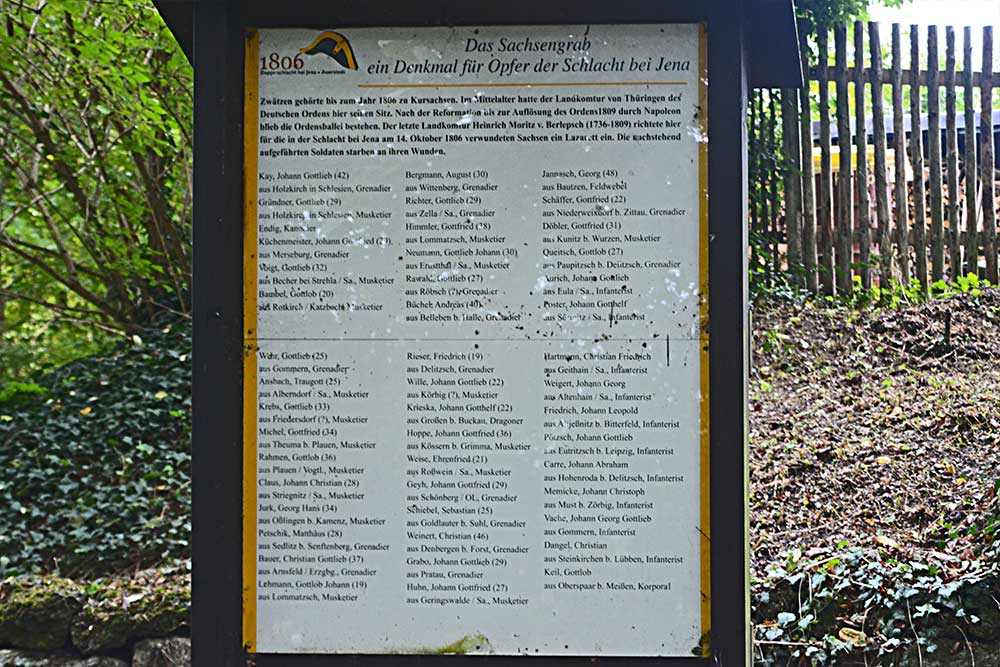 1806
Doppelschlacht bei Jena + Auerstedt
Das Sachsengrab
ein Denkmal für Opfer der Schlacht bei Jena
Zwätzen gehörte bis zum Jahr 1806 zu Kursachsen. Im Mittelalter hatte der Landkomtur von Thüringen des
Deutschen Ordens hier seinen Sitz. Nach der Reformation bis zur Auflösung des Ordens1809 durch Napoleon
blieb die Ordensballei bestehen. Der letzte Landkomtur Heinrich Moritz v. Berlepsch (1736-1809) richtete hier
für die in der Schlacht bei Jena am 14. Oktober 1806 verwundeten Sachsen ein Lazarett ein. Die nachstehend
aufgeführten Soldaten starben an ihren Wunden.
Kay, Johann Gottlieb (42)
aus Holzkirch in Schlesien, Grenadier
Gründner, Gottlieb (29)
aus Holzkirch in Schlesien, Musketier
Endig, Kanonier
Küchenmeister, Johann Gottfried
aus Merseburg, Grenadier
Voigt, Gottlieb (32)
aus Becher bei Strehla / Sa., Musketier
Bambel, Gottlob (20)
aus Rotkirch / Katzbach, Musketier
Bergmann, August (30)
aus Wittenberg, Grenadier
Richter, Gottlieb (29)
aus Zella / Sa., Grenadier
Himmler, Gottfried
aus Lommatzsch, Musketier
Neumann, Gottlieb Johann (30)
aus Ernstthal / Sa., Musketier
Rawald, Gottlieb (27)
aus Röbsch (?), Grenadier
Büchel, Andreas (40)
aus Belleben b. Halle, Grenadier
Jannasch, Georg (48)
aus Bautzen, Feldwebel
Schäffer, Gottfried (22)
aus Niederweixdorf b. Zittau, Grenadier
Döbler, Gottfried (31)
aus Kunitz b. Wurzen, Musketier
Queitsch, Gottlob (27)
aus Paupitzsch b. Delitzsch, Grenadier
Aurich, Johann Gottlieb
aus Eula / Sa., Infanterist
Poster, Johann Gotthelf
aus Sörnitz / Sa., Infanterist
Wehr, Gottlieb (25)
aus Gommern, Grenadier
Ansbach, Traugott (25)
aus Alberndorf / Sa., Musketier
Krebs, Gottlieb (33)
aus Friedersdorf (?), Musketier
Michel, Gottlieb (34)
aus Theuma b. Plauen, Musketier
Rahmen, Gottlob (36)
aus Plauen / Vogtl., Musketier
Claus, Johann Christian (28)
aus Striegnitz / Sa., Musketier
Jurk, Georg Hans (34)
aus Oßlingen b. Kamenz, Musketier
Petschik, Matthäus (28)
aus Sedlitz b. Senftenberg, Grenadier
Bauer, Christian Gottlieb (37)
aus Arnsfeld / Erzgbg., Grenadier
Lehmann, Gottlob Johann (19)
aus Lommatzsch, Musketier
Rieser, Friedrich (19)
aus Delitzsch, Grenadier
Wille, Johann Gottlieb (22)
aus Körbig (?), Musketier
Krieska, Johann Gotthelf (22)
aus Großen b. Buckau, Dragoner
Hoppe, Johann Gottfried (36)
aus Kössern b. Grimma, Musketier
Weise, Ehrenfried (21)
aus Roßwein / Sa., Musketier
Geyh, Johann Gottfried (29)
aus Schönberg / OL, Grenadier
Schiebel, Sebastian (25)
aus Goldlauter b. Suhl, Grenadier
Weinert, Christian (46)
aus Denbergen b. Forst, Grenadier
Grabo, Johann Gottlieb (29)
aus Pratau, Grenadier
Huhn, Johann Gottfried (27)
aus Geringswalde / Sa., Musketier
Hartmann, Christian Friedrich
aus Geithain / Sa., Infanterist
Weigert, Johann Georg
aus Altenhain / Sa., Infanterist
Friedrich, Johann Leopold
aus b. Bitterfeld, Infanterist
Pötzsch, Johann Gottlieb
aus Eutritzsch b. Leipzig, Infanterist
Carre, Johann Abraham
aus Hohenroda b. Delitzsch, Infanterist
Mernicke, Johann Christoph
aus Must b. Zörbig, Infanterist
Vache, Johann Georg Gottlieb
aus Gommern, Infanterist
Dangel, Christian
aus Steinkirchen b. Lübben, Infanterist
Keil, Gottlob
aus Oberspaar b. Meißen, Korporal